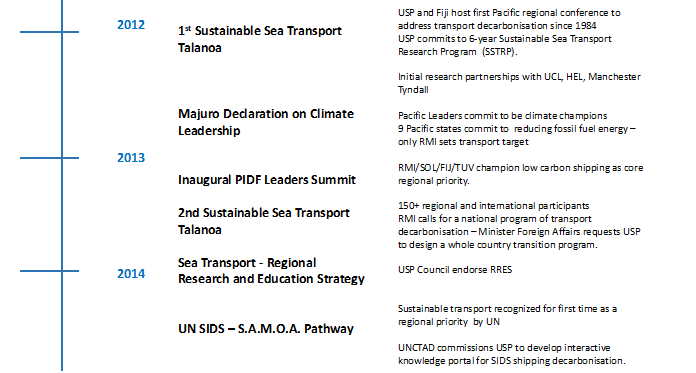 2012
1st Sustainable Sea Transport
Talanoa
USP and Fiji host first Pacific regional conference to
address transport decarbonisation since 1984
USP commits to 6-year Sustainable Sea Transport
Research Program (SSTRP).
Initial research partnerships with UCL, HEL, Manchester
Tyndall
Majuro Declaration on Climate
Leadership
Pacific Leaders commit to be climate champions
9 Pacific states commit to reducing fossil fuel energy –
only RMI sets transport target
2013
Inaugural PIDF Leaders Summit
RMI/SOL/FIJ/TUV champion low carbon shipping as core
regional priority.
2nd Sustainable Sea Transport
Talanoa
150+ regional and international participants
RMI calls for a national program of transport
decarbonisation – Minister Foreign Affairs requests USP
to design a whole country transition program.
2014
Sea Transport - Regional
Research and Education Strategy
USP Council endorse RRES
UN SIDS – S.A.M.O.A. Pathway
Sustainable transport recognized for first time as a
regional priority by UN
UNCTAD commissions USP to develop interactive
knowledge portal for SIDS shipping decarbonisation.